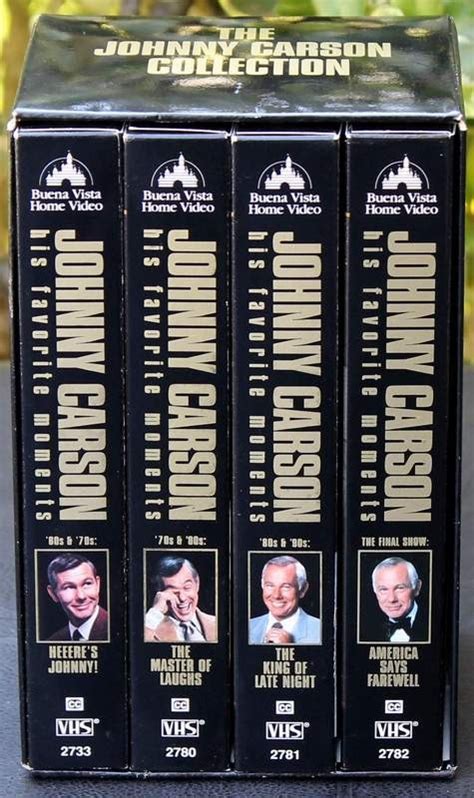 THE
JOHNNY CARSON
COLLECTION
Buena Vista
Home Video
JOHNNY CARSON
his favorite moments
'60s & '70s:
HEEERE'S
JOHNNY!
CC
VHS®
2733
Buena Vista
Home Video
JOHNNY CARSON
his favorite moments
'70s & '80s:
THE
MASTER OF
LAUGHS
CC
VHS®
2780
Buena Vista
Home Video
JOHNNY CARSON
his favorite moments
'80s & '90s:
THE
KING OF
LATE NIGHT
CC
VHS®
2781
Buena Vista
Home Video
JOHNNY CARSON
his favorite moments
THE FINAL SHOW:
AMERICA
SAYS
FAREWELL
CC
VHS®
2782